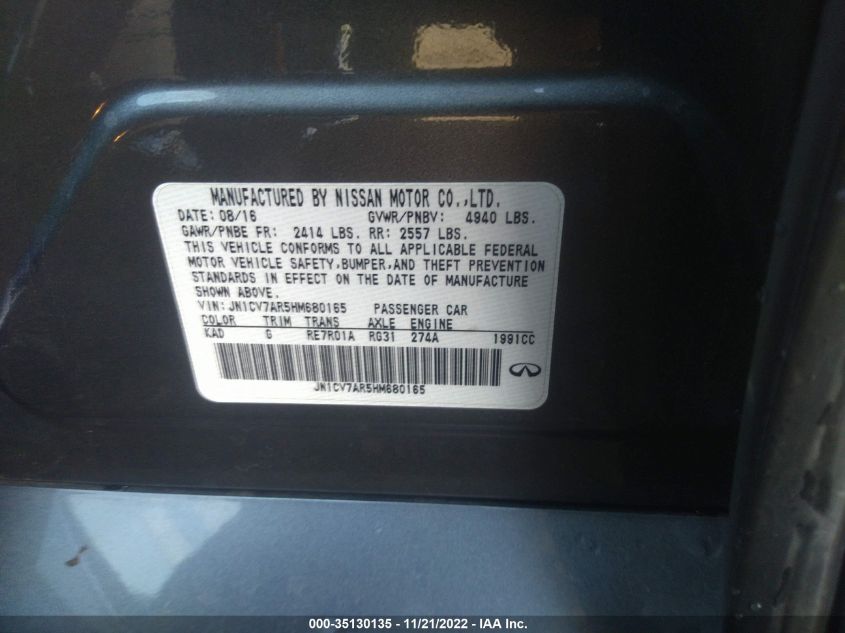 MANUFACTURED BY NISSAN MOTOR CO.,LTD.
DATE: 08/16 GVWR/PNBV: 4940 LBS.
GAWR/PNBE FR: 2414 LBS. RR: 2557 LBS.
THIS VEHICLE CONFORMS TO ALL APPLICABLE FEDERAL
MOTOR VEHICLE SAFETY,BUMPER,AND THEFT PREVENTION
STANDARDS IN EFFECT ON THE DATE OF MANUFACTURE
SHOWN ABOVE.
VIN: JN1CV7AR5HM680165 PASSENGER CAR
COLOR TRIM TRANS AXLE ENGINE
KAD G RE7R01A RG31 274A 1991CC
JN1CV7AR5HM680165
000-35130135 - 11/21/2022 - IAA Inc.